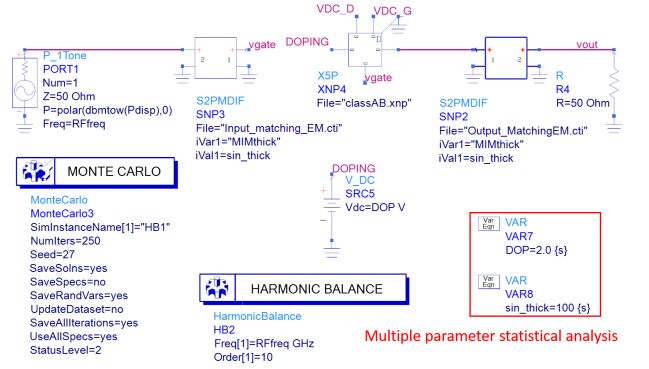 VDC_D
VDC_G
P_1Tone
PORT1
Num=1
Z=50 Ohm
P=polar(dbmtow(Pdisp),0)
Freq=RFfreq
2
1
vgate
S2PMDIF
SNP3
File="Input_matching_EM.cti"
iVar1="MIMthick"
iVal1=sin_thick
DOPING
vgate
X5P
XNP4
File="classAB.xnp"
1
2
S2PMDIF
SNP2
File="Output_MatchingEM.cti"
iVar1="MIMthick"
iVal1=sin_thick
vout
R
R4
R=50 Ohm
MONTE CARLO
MonteCarlo
MonteCarlo3
SimInstanceName[1]="HB1"
NumIters=250
Seed=27
SaveSolns=yes
SaveSpecs=no
SaveRandVars=yes
UpdateDataset=no
SaveAllIterations=yes
UseAllSpecs=yes
StatusLevel=2
DOPING
V_DC
SRC5
Vdc=DOP V
HARMONIC BALANCE
HarmonicBalance
HB2
Freq[1]=RFfreq GHz
Order[1]=10
Var
Eqn
VAR
VAR7
DOP=2.0 {s}
Var
Eqn
VAR
VAR8
sin_thick=100 {s}
Multiple parameter statistical analysis